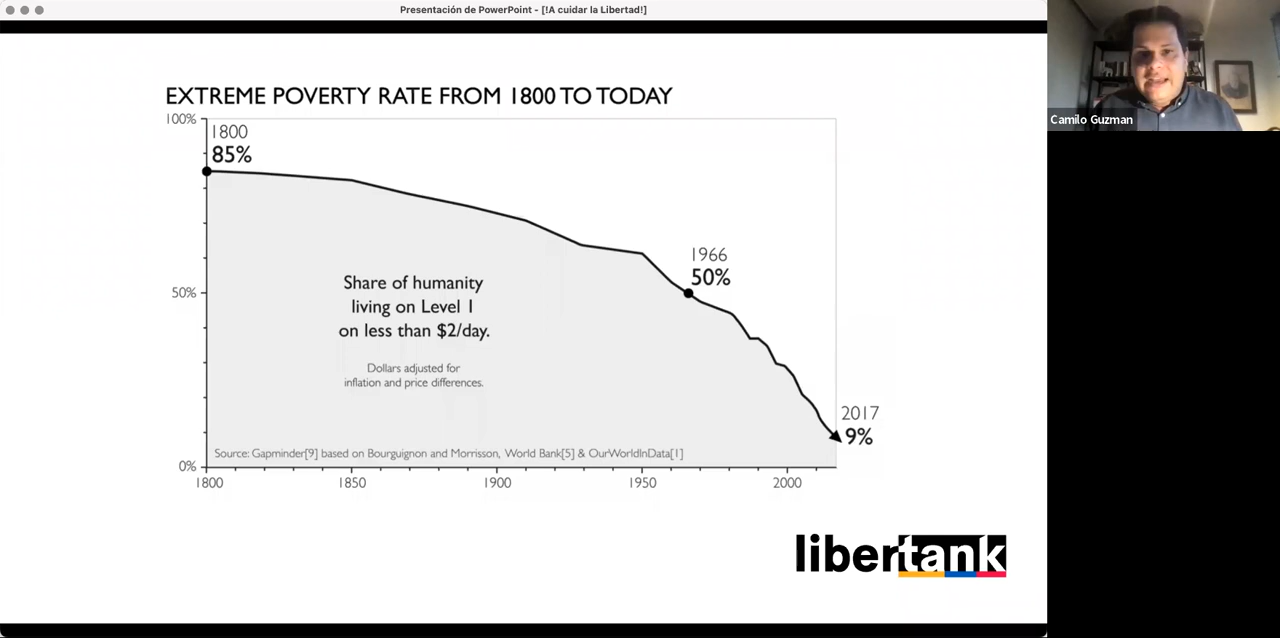 Presentación de PowerPoint - [!A cuidar la Libertad!]
EXTREME POVERTY RATE FROM 1800 TO TODAY
100%
1800
85%
1966
50%
50%
Share of humanity
living on Level 1
on less than $2/day.
Dollars adjusted for
inflation and price differences.
2017
9%
Source: Gapminder[9] based on Bourguignon and Morrisson, World Bank[5] & OurWorldInData[1]
0%
1800 1850 1900 1950 2000
libertank
Camilo Guzman